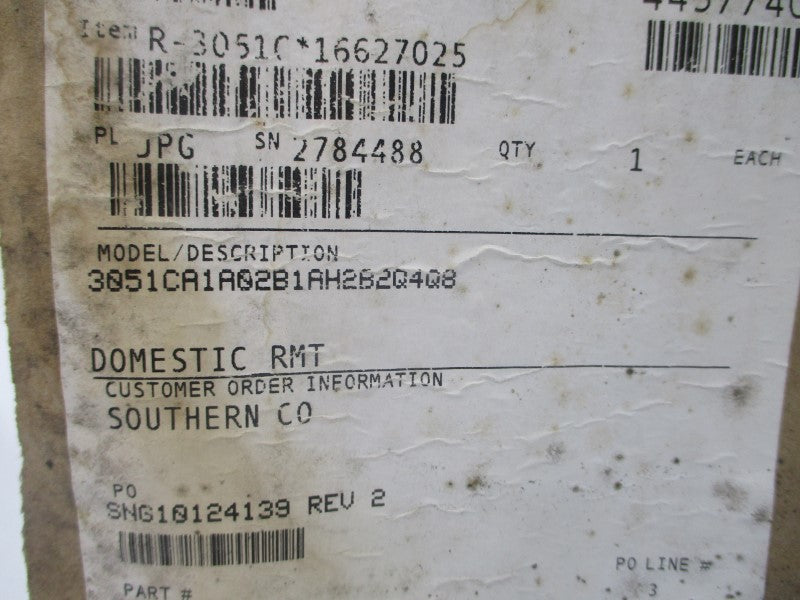 Item R-3051C*16627025
PL JPG SN 2784488 QTY 1 EACH
MODEL/DESCRIPTION
3051CA1A02B1AH2B2Q4Q8
DOMESTIC RMT
CUSTOMER ORDER INFORMATION
SOUTHERN CO
PO
SNG10124139 REV 2
PO LINE #
3
PART #